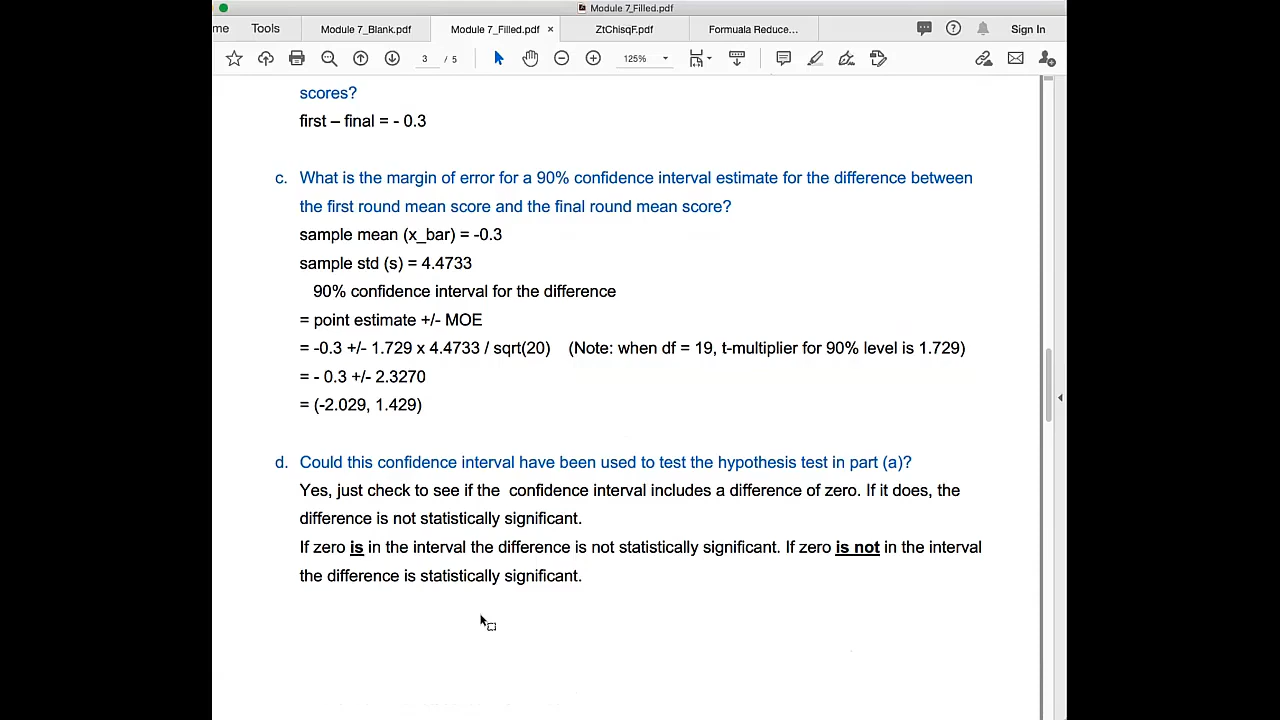 Module 7_Filled.pdf
me Tools Module 7_Blank.pdf Module 7_Filled.pdf × ZtChisqF.pdf Formuala Reduce... Sign In
3 / 5 125%
scores?
first – final = - 0.3
c. What is the margin of error for a 90% confidence interval estimate for the difference between
the first round mean score and the final round mean score?
sample mean (x_bar) = -0.3
sample std (s) = 4.4733
90% confidence interval for the difference
= point estimate +/- MOE
= -0.3 +/- 1.729 x 4.4733 / sqrt(20) (Note: when df = 19, t-multiplier for 90% level is 1.729)
= - 0.3 +/- 2.3270
= (-2.029, 1.429)
d. Could this confidence interval have been used to test the hypothesis test in part (a)?
Yes, just check to see if the confidence interval includes a difference of zero. If it does, the
difference is not statistically significant.
If zero is in the interval the difference is not statistically significant. If zero is not in the interval
the difference is statistically significant.